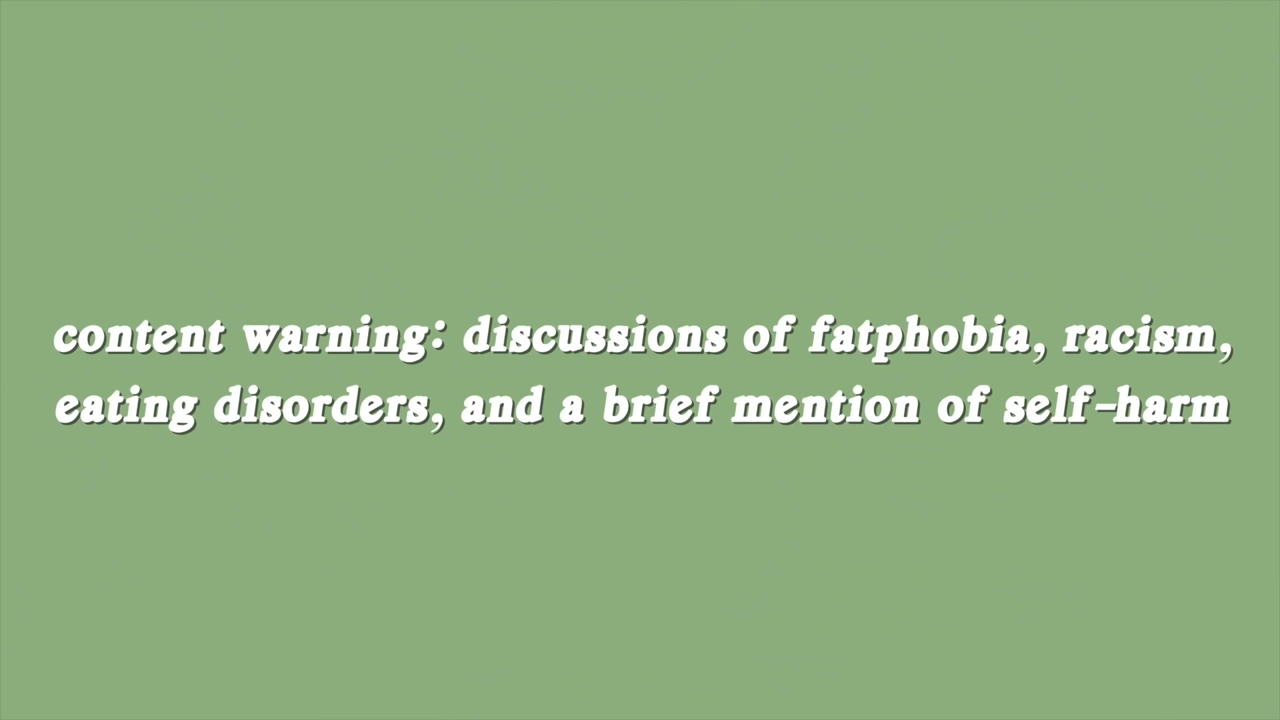 content warning: discussions of fatphobia, racism,
eating disorders, and a brief mention of self-harm